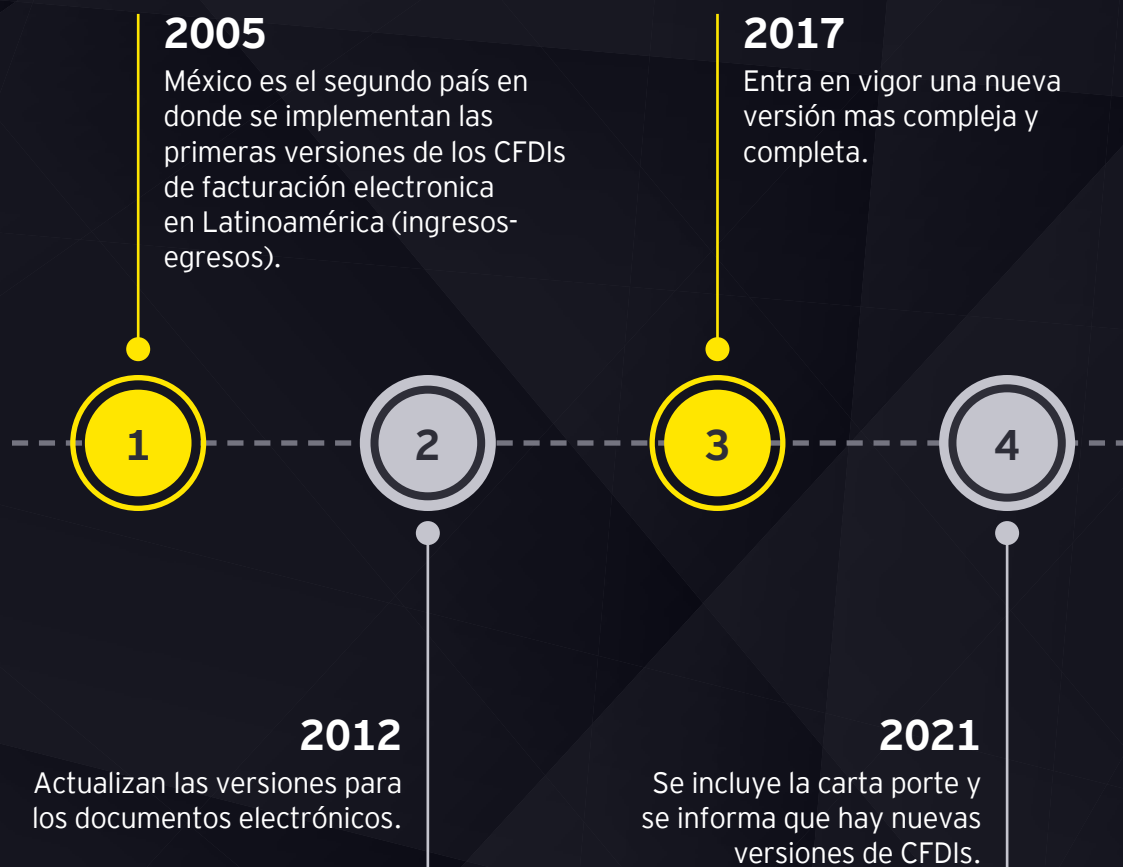 2005
México es el segundo país en
donde se implementan las
primeras versiones de los CFDIs
de facturación electronica
en Latinoamérica (ingresos-
egresos).
2017
Entra en vigor una nueva
versión mas compleja y
completa.
1
2
3
4
2012
Actualizan las versiones para
los documentos electrónicos.
2021
Se incluye la carta porte y
se informa que hay nuevas
versiones de CFDIs.